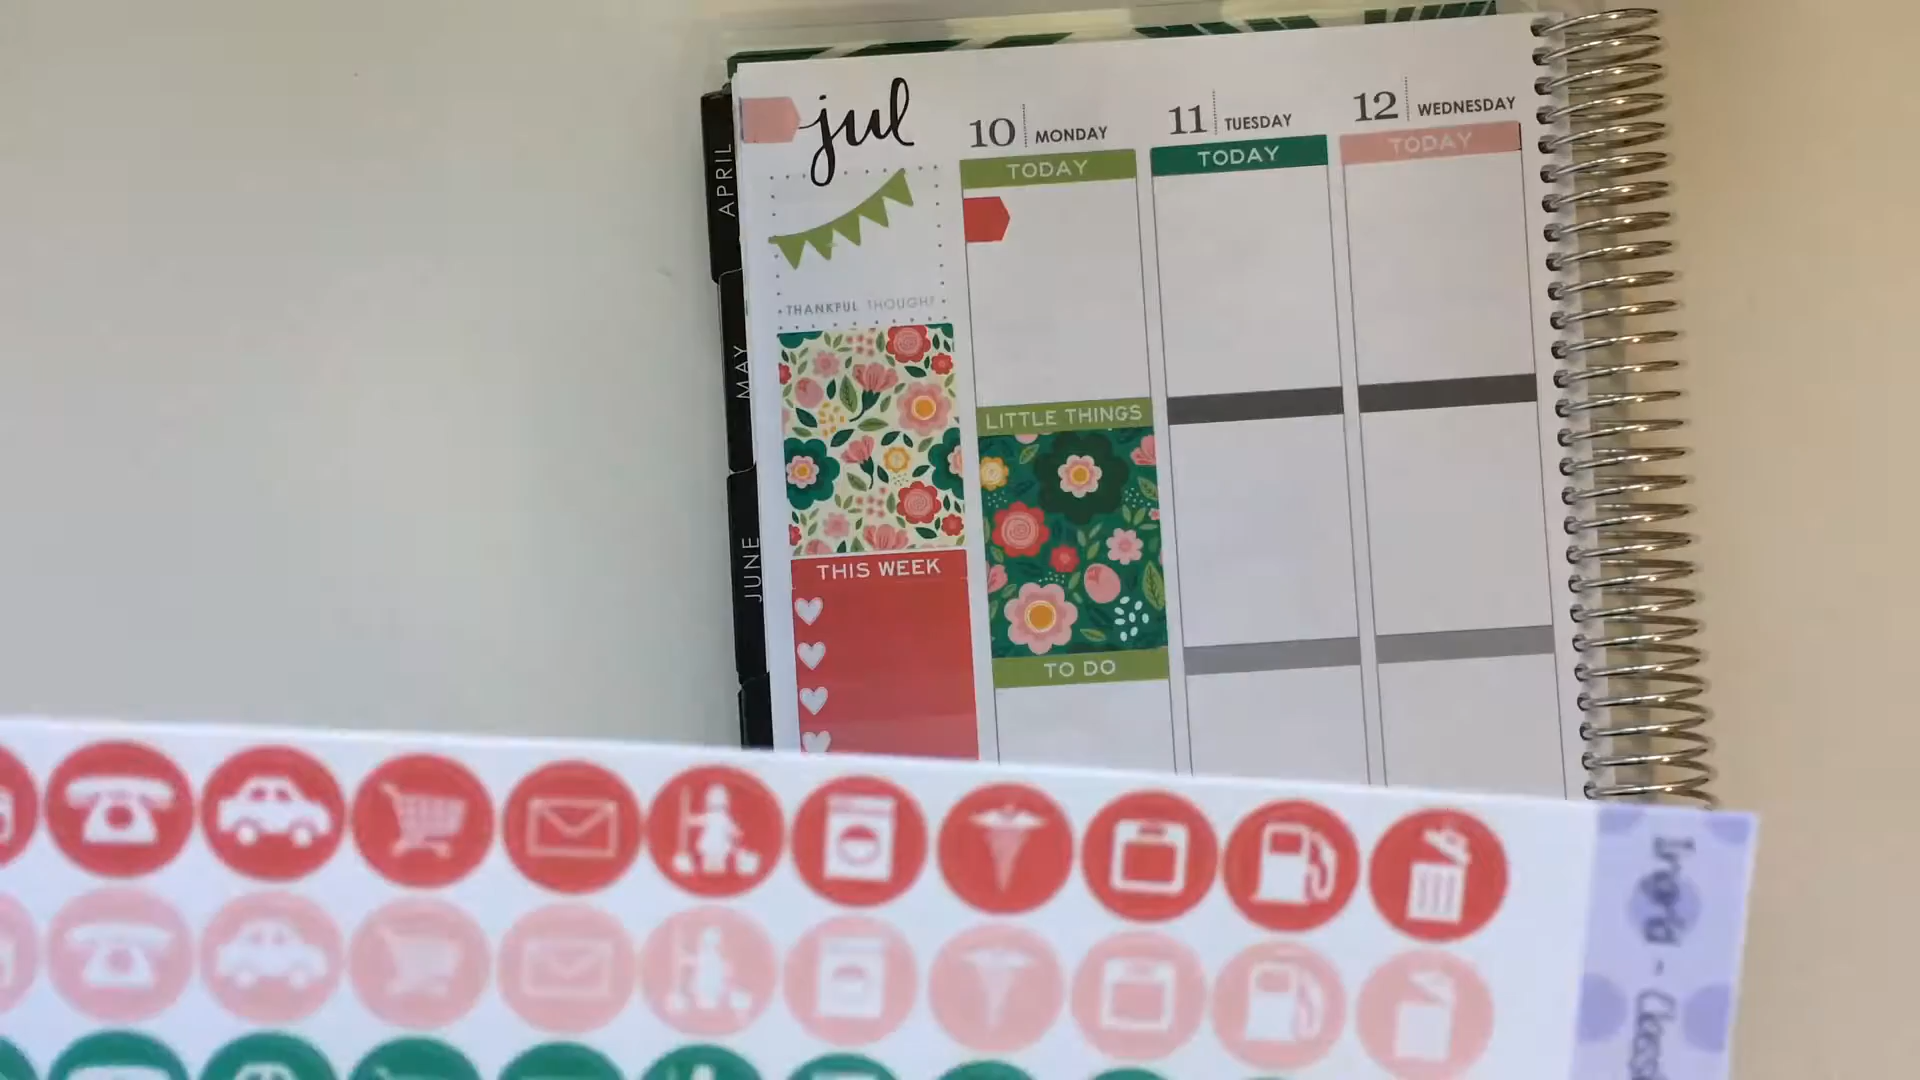 jul
10 MONDAY
11 TUESDAY
12 WEDNESDAY
TODAY
TODAY
TODAY
THANKFUL THOUGHT
LITTLE THINGS
THIS WEEK
TO DO
APRIL
MAY
JUNE
Ingrid -